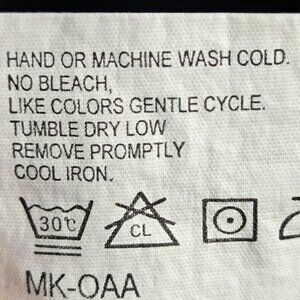 HAND OR MACHINE WASH COLD.
NO BLEACH,
LIKE COLORS GENTLE CYCLE.
TUMBLE DRY LOW
REMOVE PROMPTLY
COOL IRON.
30℃ CL
MK-OAA